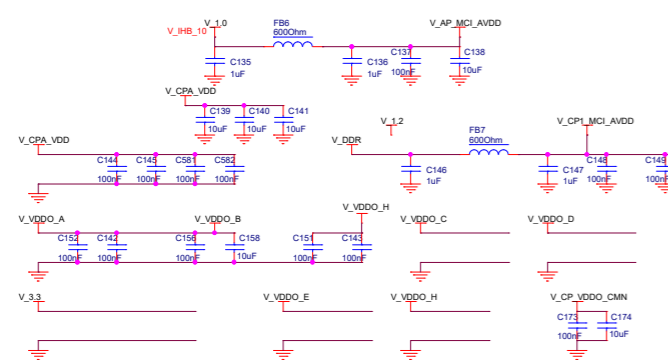 V_1.0 FB6 V_AP_MCI_AVDD
V_IHB_10 600Ohm
C135 C136 C137 C138
1uF 1uF 100nF 10uF
V_CPA_VDD
C139 C140 C141
10uF 10uF 10uF
V_1.2 FB7 V_CP1_MCI_AVDD
V_CPA_VDD V_DDR 600Ohm
C144 C145 C581 C582 C146 C147 C148 C149
100nF 100nF 100nF 100nF 1uF 1uF 100nF 100nF
V_VDDO_H
V_VDDO_A V_VDDO_B V_VDDO_C V_VDDO_D
C152 C142 C156 C158 C151 C143
100nF 100nF 100nF 10uF 100nF 100nF
V_3.3 V_VDDO_E V_VDDO_H V_CP_VDDO_CMN
C173 C174
100nF 10uF